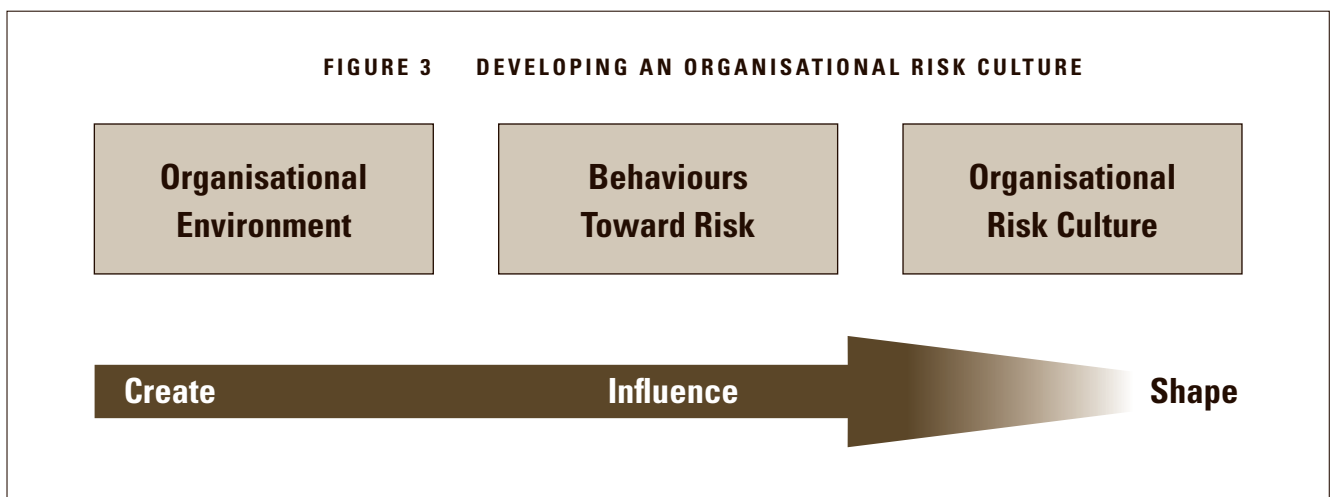 FIGURE 3 DEVELOPING AN ORGANISATIONAL RISK CULTURE
Organisational
Environment
Behaviours
Toward Risk
Organisational
Risk Culture
Create
Influence
Shape